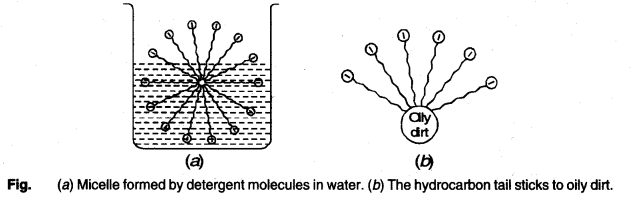 Oily
dirt
(a)
(b)
Fig. (a) Micelle formed by detergent molecules in water. (b) The hydrocarbon tail sticks to oily dirt.